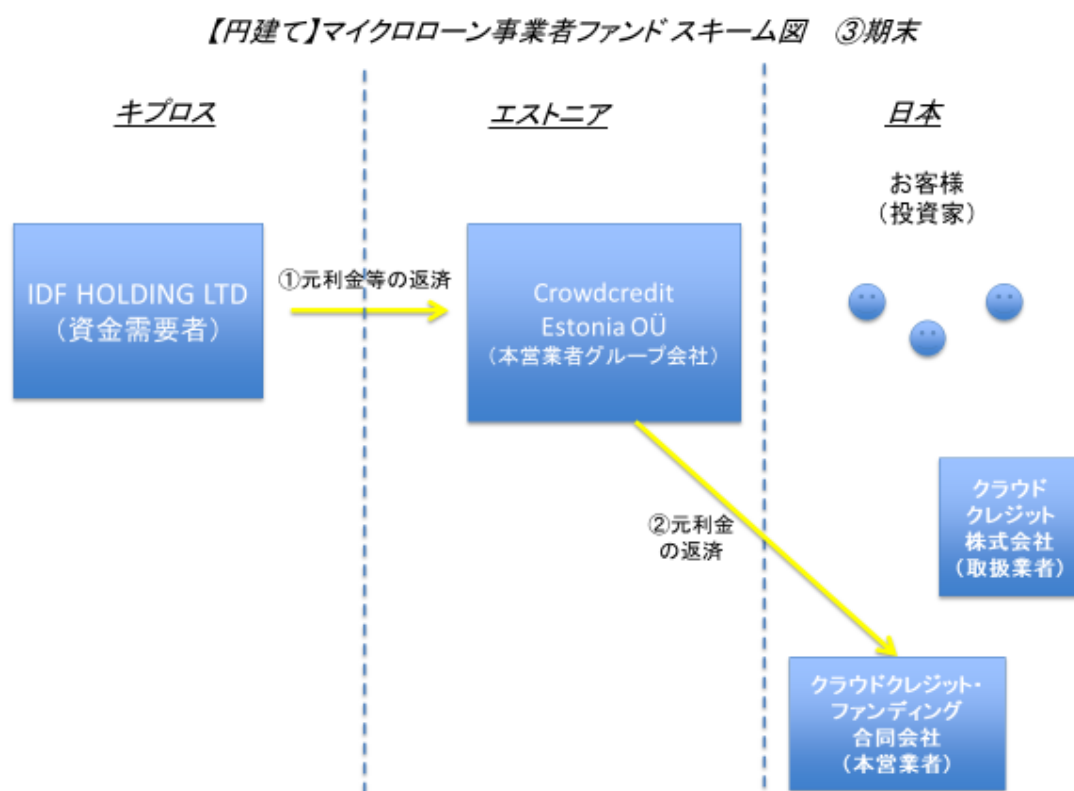 【円建て】マイクロローン事業者ファンド スキーム図　③期末
キプロス
エストニア
日本
お客様
（投資家）
IDF HOLDING LTD
（資金需要者）
①元利金等の返済
Crowdcredit
Estonia OÜ
（本営業者グループ会社）
②元利金
の返済
クラウド
クレジット
株式会社
（取扱業者）
クラウドクレジット・
ファンディング
合同会社
（本営業者）